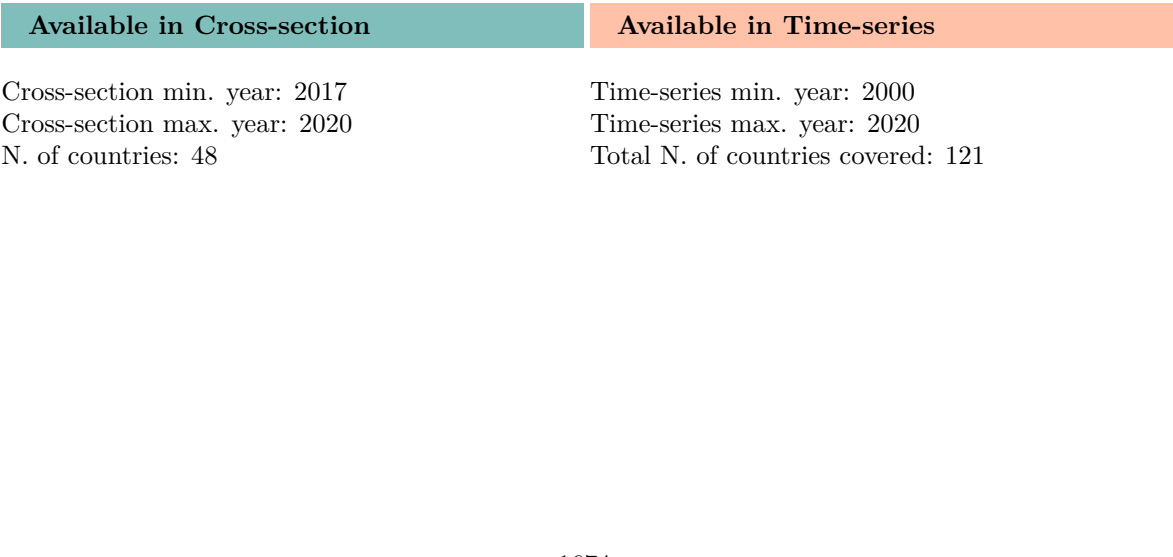 Available in Cross-section
Cross-section min. year: 2017
Cross-section max. year: 2020
N. of countries: 48
Available in Time-series
Time-series min. year: 2000
Time-series max. year: 2020
Total N. of countries covered: 121